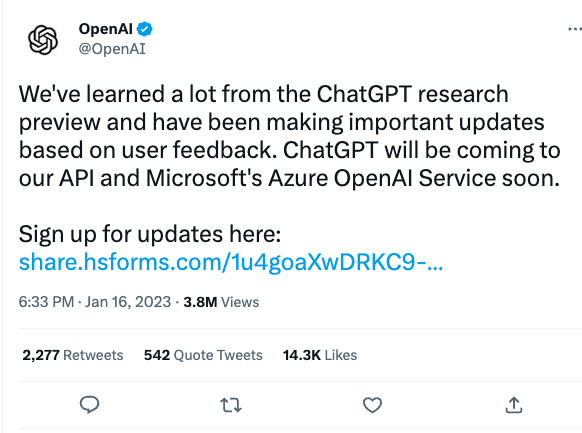 OpenAI
@OpenAI
We've learned a lot from the ChatGPT research
preview and have been making important updates
based on user feedback. ChatGPT will be coming to
our API and Microsoft's Azure OpenAI Service soon.
Sign up for updates here:
share.hsforms.com/1u4goaXwDRKC9-...
6:33 PM · Jan 16, 2023 · 3.8M Views
2,277 Retweets 542 Quote Tweets 14.3K Likes